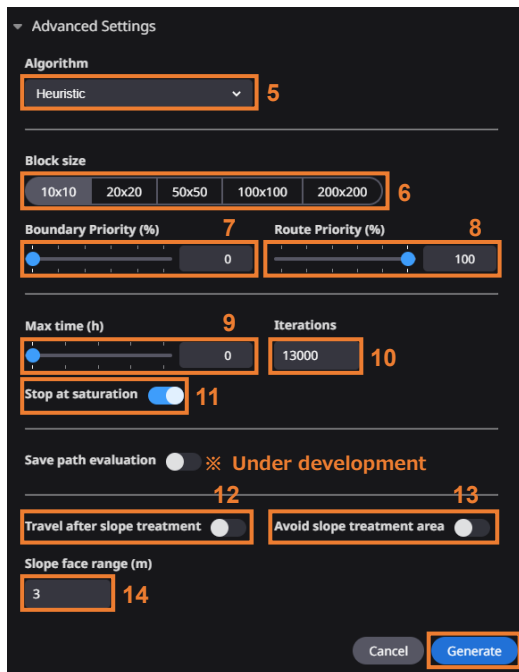 Advanced Settings
Algorithm
Heuristic 5
Block size
10x10 20x20 50x50 100x100 200x200 6
Boundary Priority (%) 7 Route Priority (%) 8
0 100
Max time (h) 9 Iterations
0 13000 10
Stop at saturation 11
Save path evaluation ※ Under development
12 13
Travel after slope treatment Avoid slope treatment area
Slope face range (m)
3 14
Cancel Generate